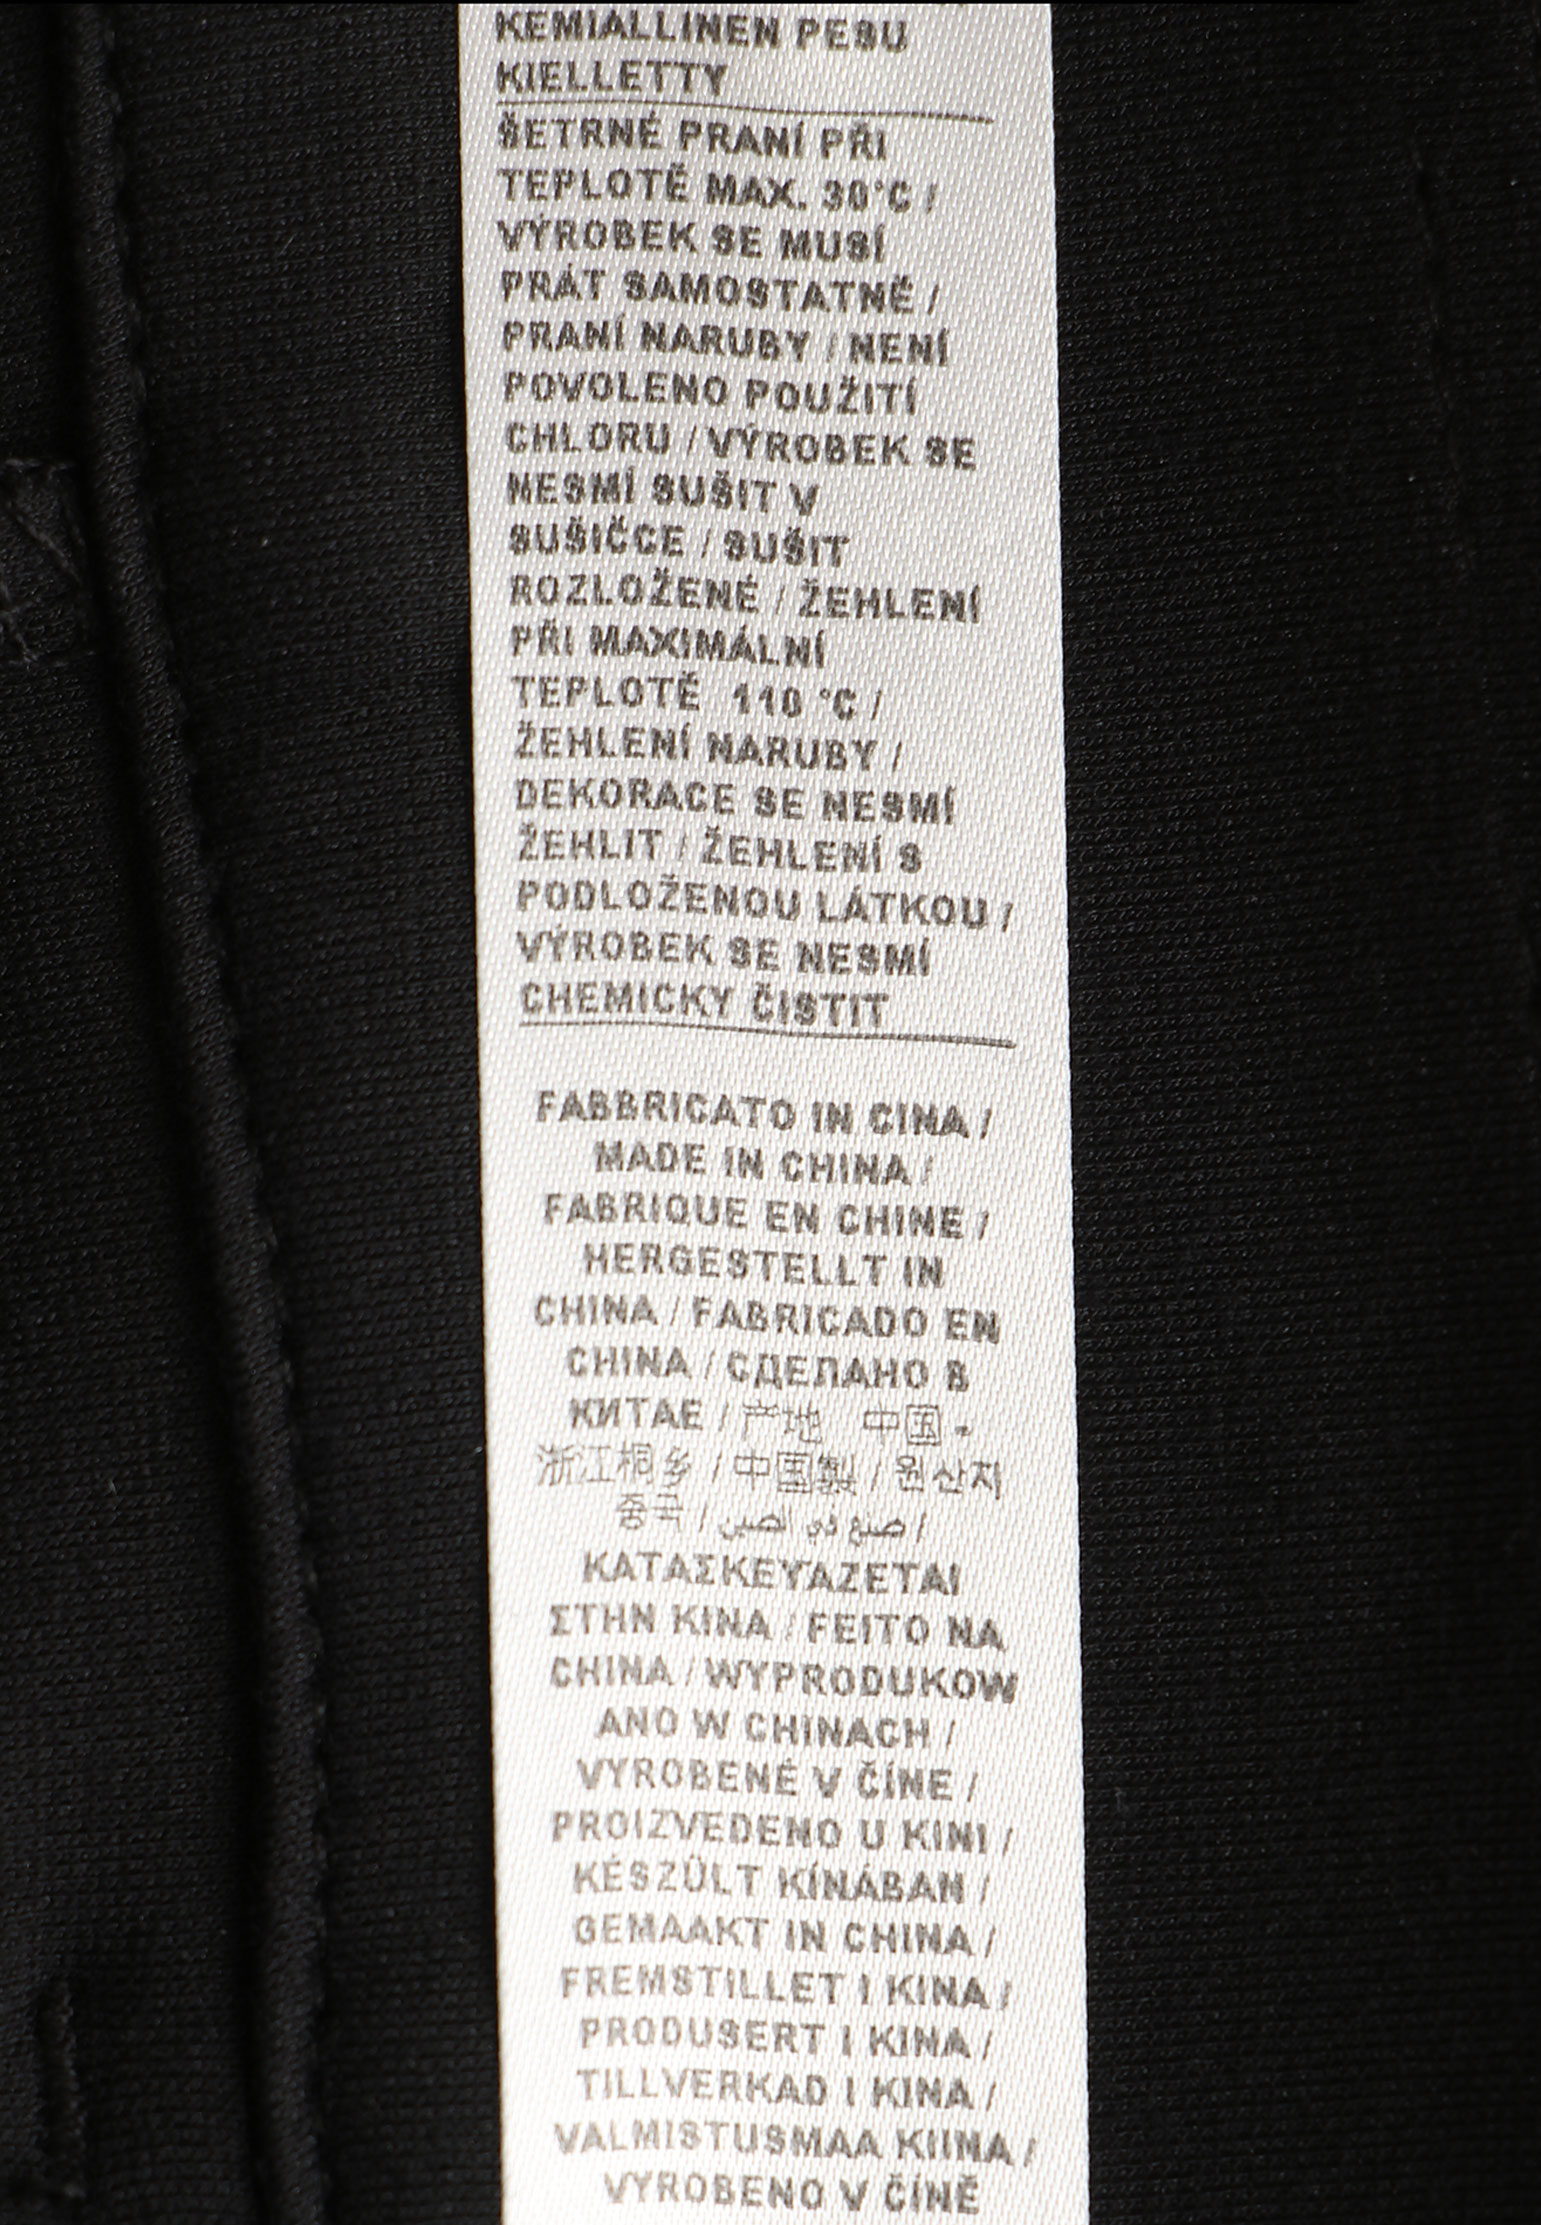 KEMIALLINEN PESU
KIELLETTY
ŠETRNÉ PRANÍ PŘI
TEPLOTĚ MAX. 30°C /
VÝROBEK SE MUSÍ
PRÁT SAMOSTATNĚ /
PRANÍ NARUBY / NENÍ
POVOLENO POUŽITÍ
CHLORU / VÝROBEK SE
NESMÍ SUŠIT V
SUŠIČCE / SUŠIT
ROZLOŽENÉ / ŽEHLENÍ
PŘI MAXIMÁLNÍ
TEPLOTĚ 110 °C /
ŽEHLENÍ NARUBY /
DEKORACE SE NESMÍ
ŽEHLIT / ŽEHLENÍ S
PODLOŽENOU LÁTKOU /
VÝROBEK SE NESMÍ
CHEMICKY ČISTIT
FABBRICATO IN CINA /
MADE IN CHINA /
FABRIQUE EN CHINE /
HERGESTELLT IN
CHINA / FABRICADO EN
CHINA / СДЕЛАНО В
КИТАЕ / 产地 中国 -
浙江桐乡 / 中国製 / 원산지
중국 / صنع في الصين /
ΚΑΤΑΣΚΕΥΑΖΕΤΑΙ
ΣΤΗΝ ΚΙΝΑ / FEITO NA
CHINA / WYPRODUKOW
ANO W CHINACH /
VYROBENÉ V ČÍNE /
PROIZVEDENO U KINI /
KÉSZÜLT KÍNÁBAN /
GEMAAKT IN CHINA /
FREMSTILLET I KINA /
PRODUSERT I KINA /
TILLVERKAD I KINA /
VALMISTUSMAA KIINA /
VYROBENO V ČÍNĚ